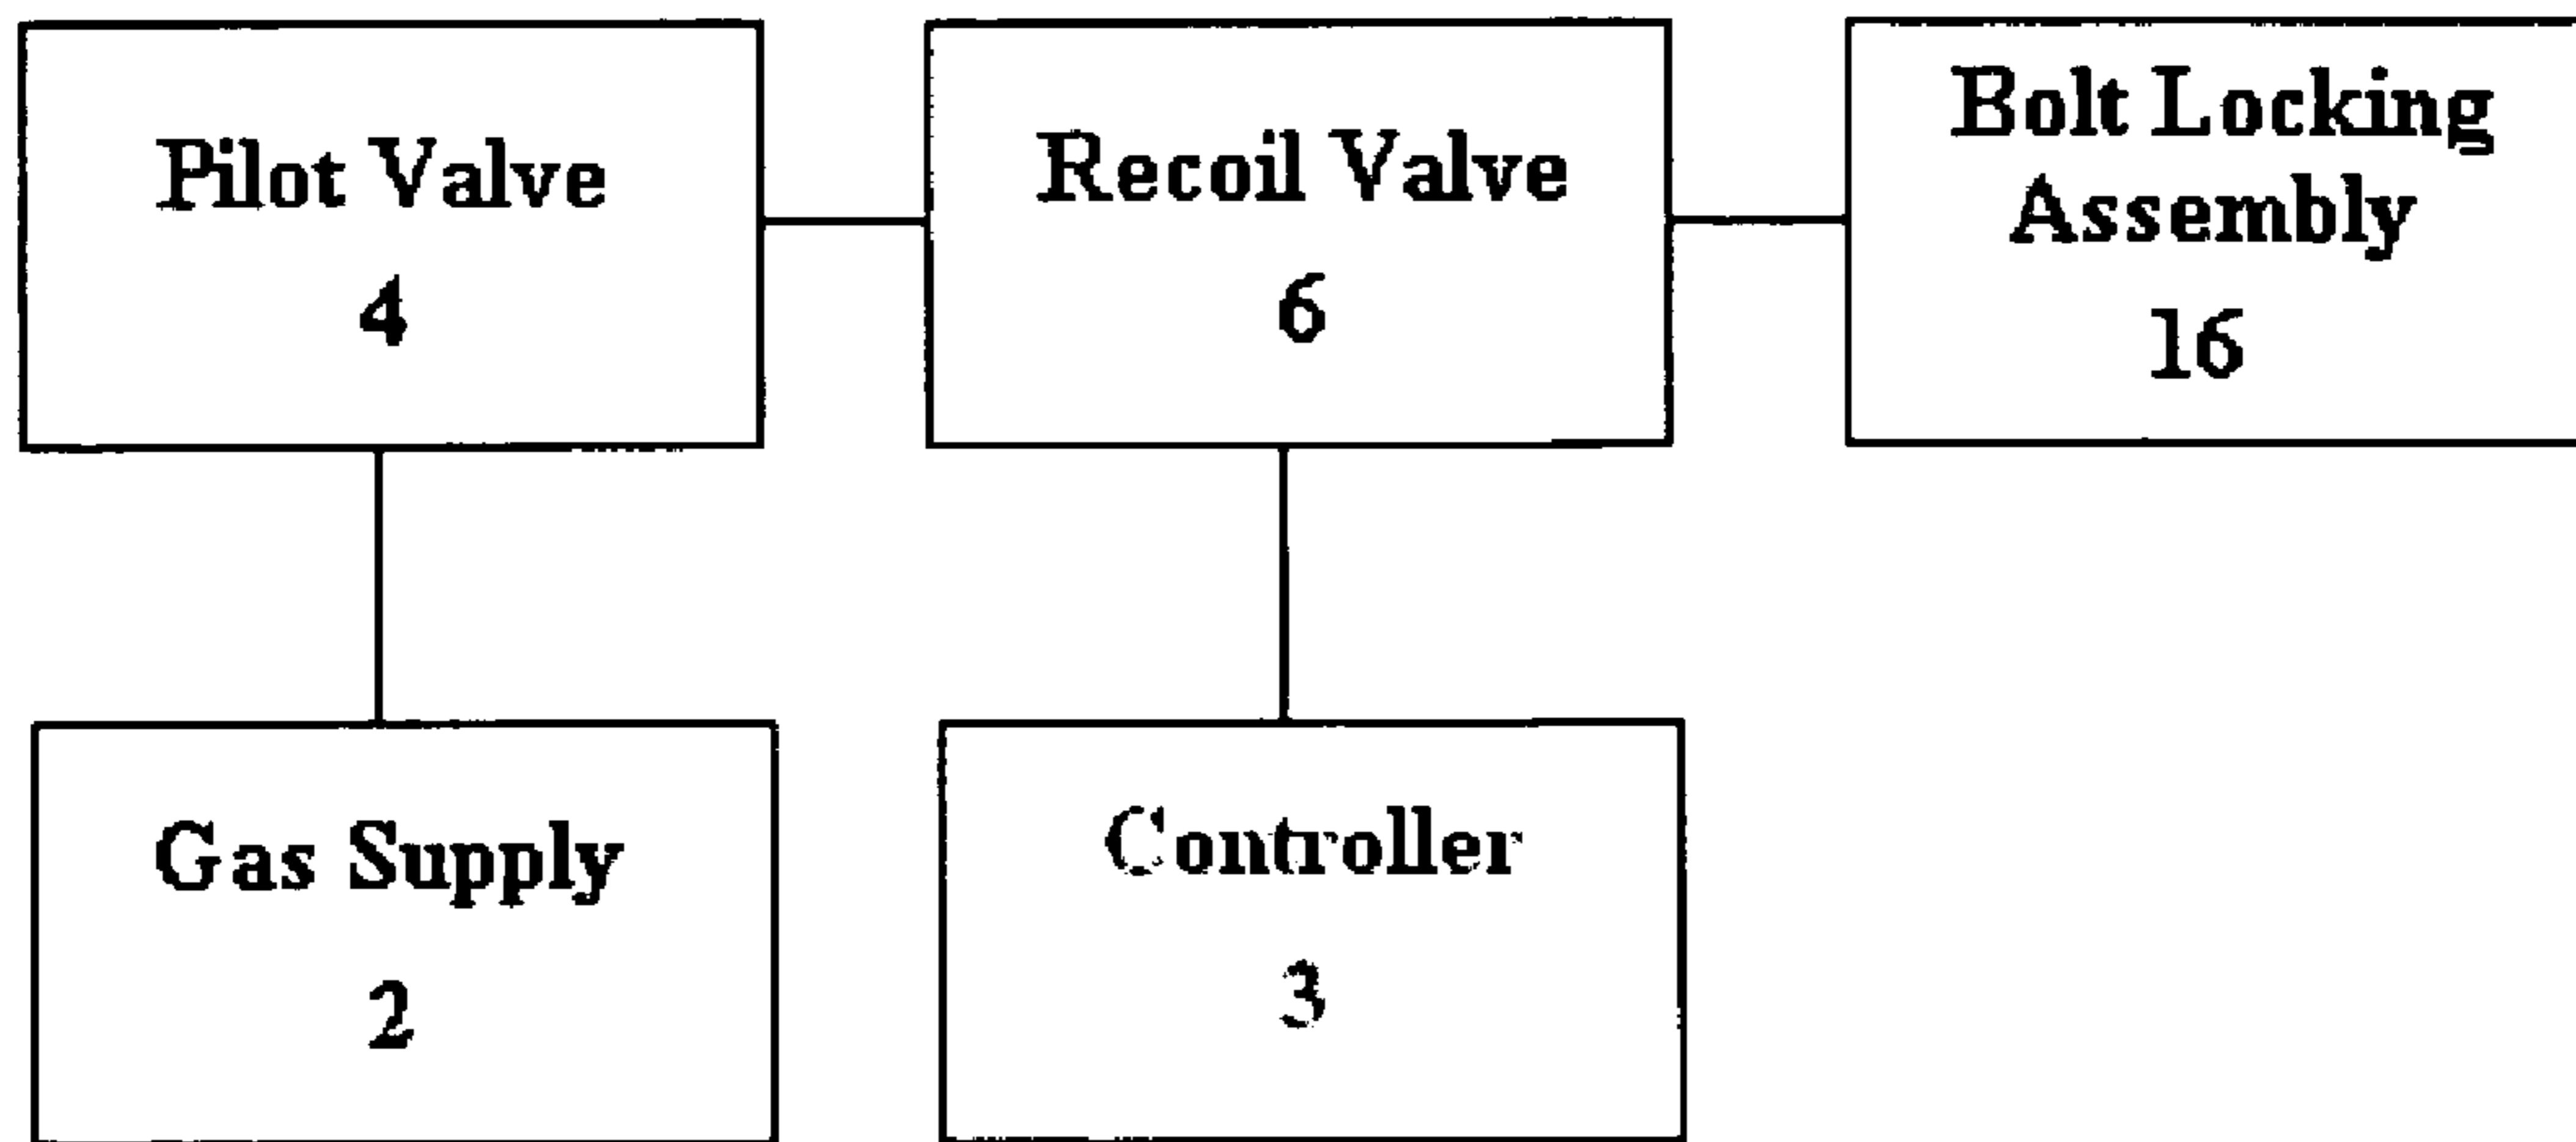 Pilot Valve
4
Recoil Valve
6
Bolt Locking
Assembly
16
Gas Supply
2
Controller
3